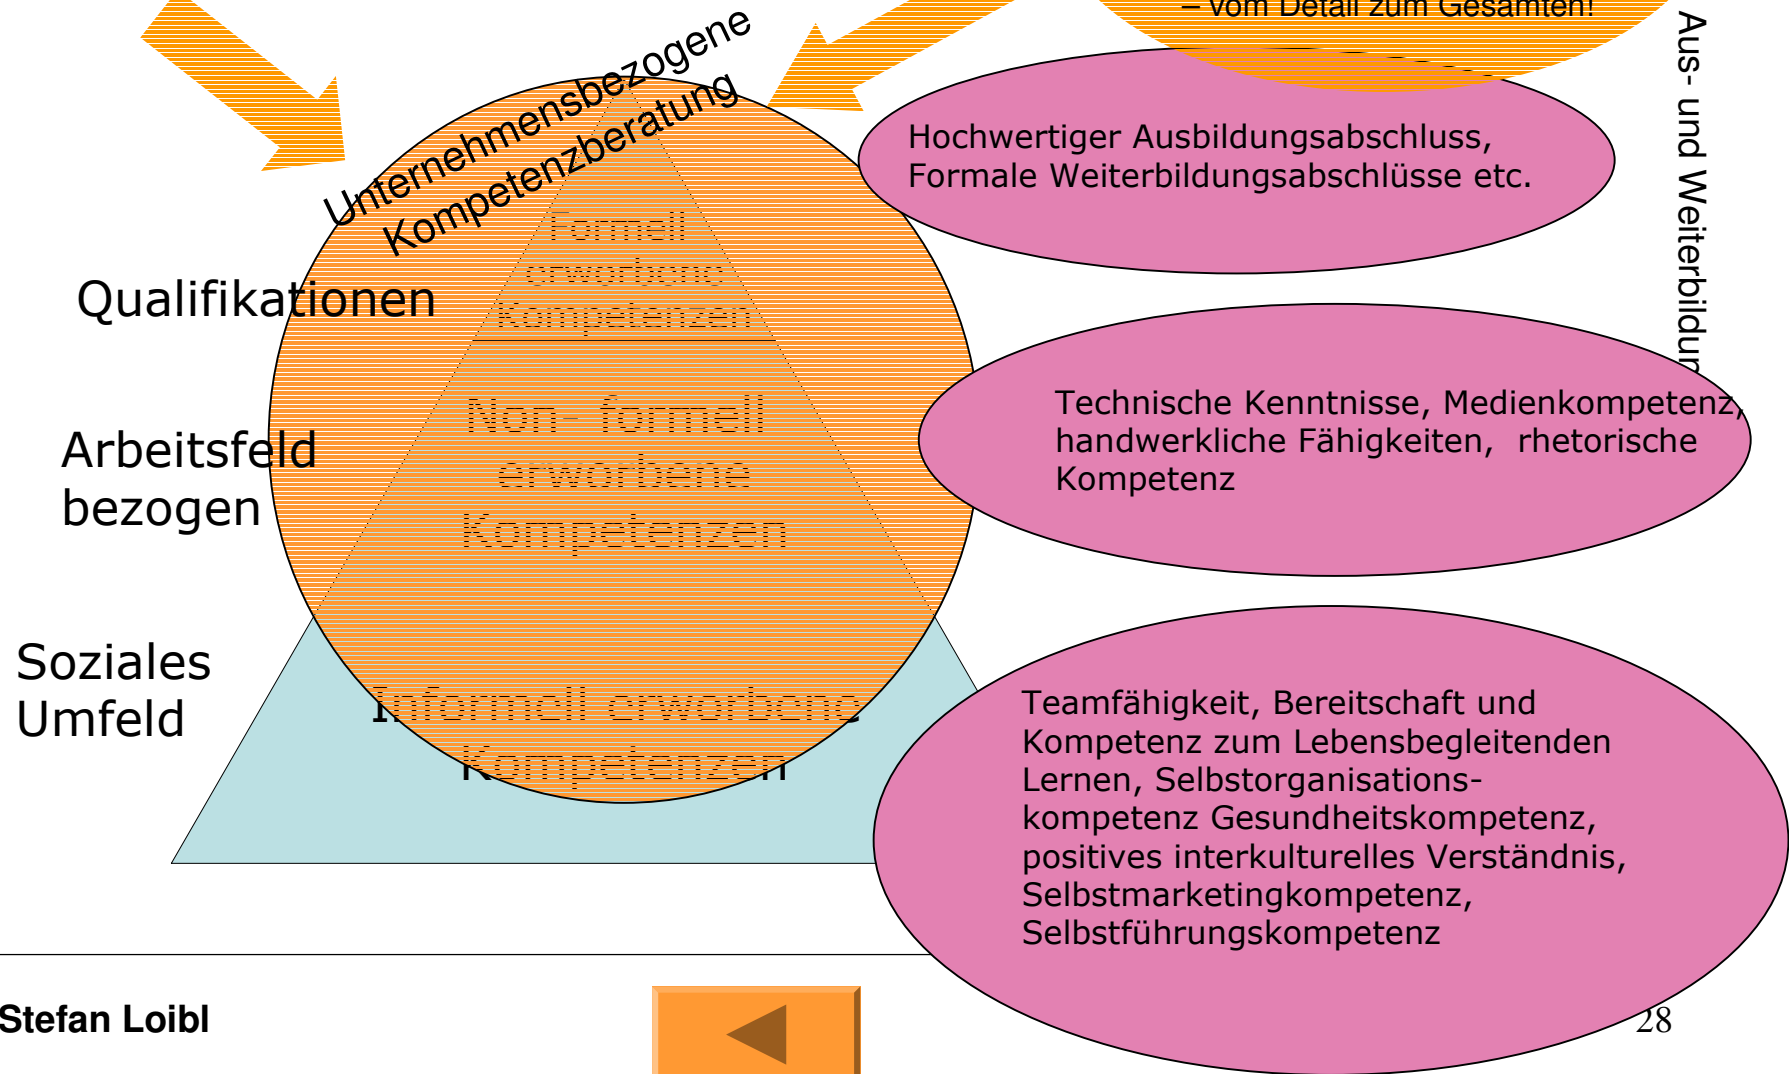 – vom Detail zum Gesamten!
Aus- und Weiterbildun
Unternehmensbezogene
Kompetenzberatung
Hochwertiger Ausbildungsabschluss,
Formale Weiterbildungsabschlüsse etc.
Formell
erworbene
Kompetenzen
Qualifikationen
Technische Kenntnisse, Medienkompetenz,
handwerkliche Fähigkeiten, rhetorische
Kompetenz
Non- formell
erworbene
Kompetenzen
Arbeitsfeld
bezogen
Soziales
Umfeld
Informell erworbene
Kompetenzen
Teamfähigkeit, Bereitschaft und
Kompetenz zum Lebensbegleitenden
Lernen, Selbstorganisations-
kompetenz Gesundheitskompetenz,
positives interkulturelles Verständnis,
Selbstmarketingkompetenz,
Selbstführungskompetenz
Stefan Loibl
28